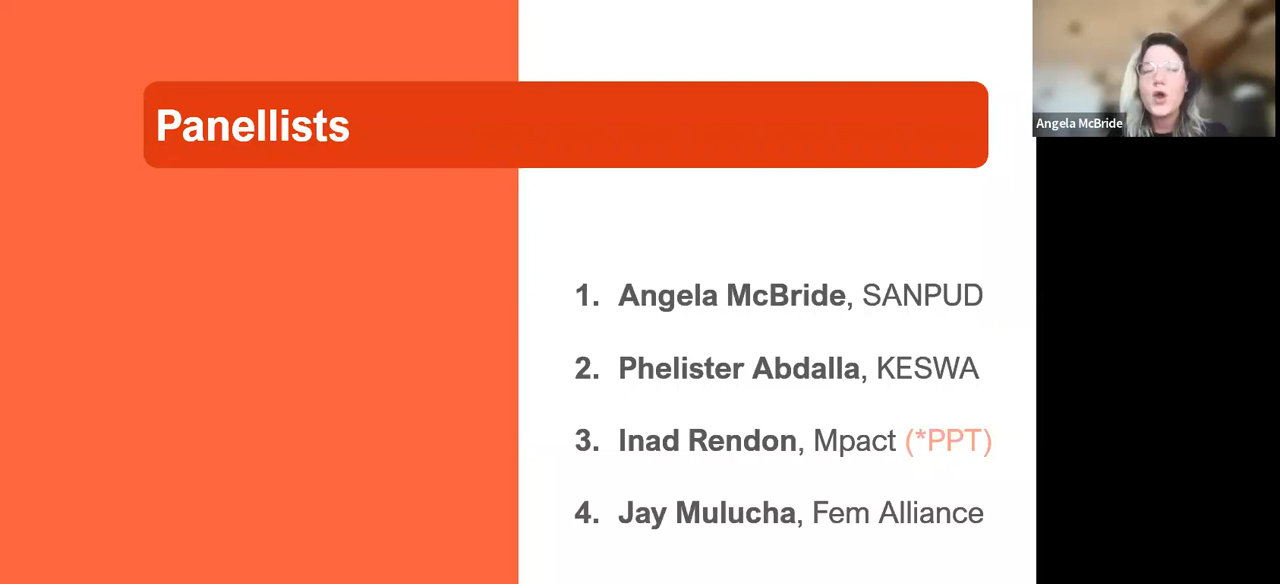 Panellists
Angela McBride
1. Angela McBride, SANPUD
2. Phelister Abdalla, KESWA
3. Inad Rendon, Mpact (*PPT)
4. Jay Mulucha, Fem Alliance